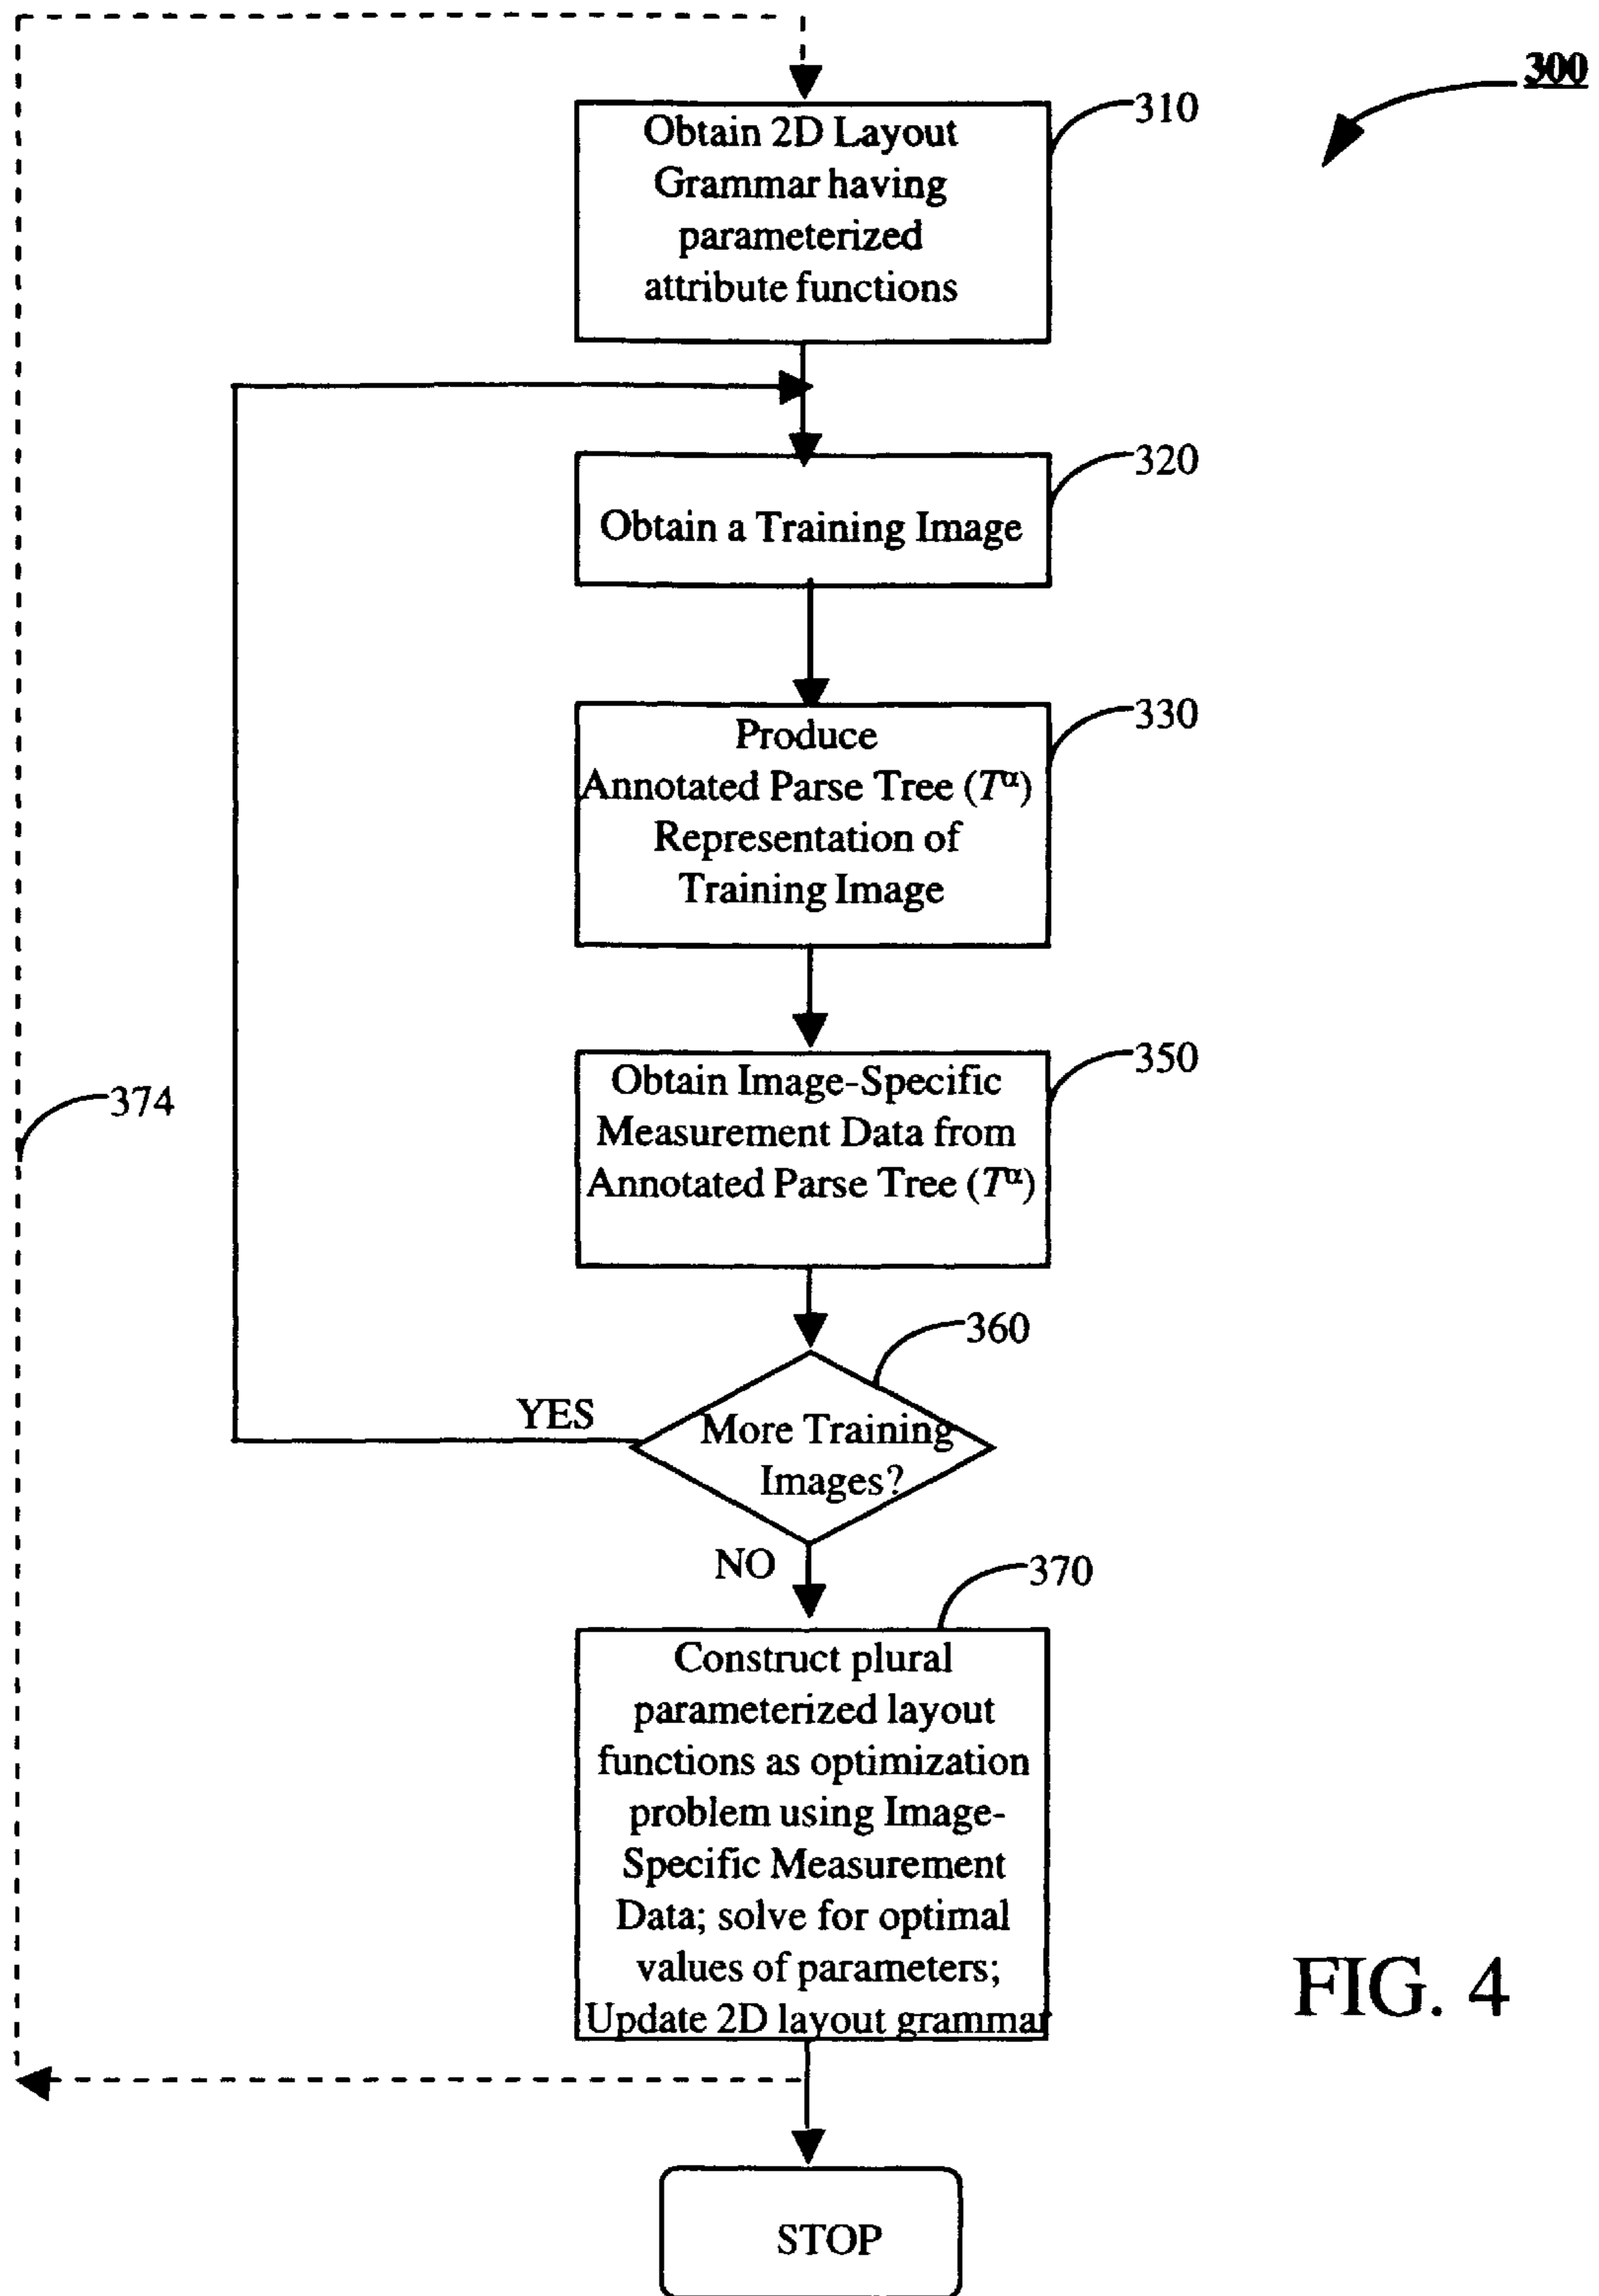 300
310
Obtain 2D Layout
Grammar having
parameterized
attribute functions
320
Obtain a Training Image
330
Produce
Annotated Parse Tree (Tᵅ)
Representation of
Training Image
350
Obtain Image-Specific
Measurement Data from
Annotated Parse Tree (Tᵅ)
374
360
YES
More Training
Images?
NO
370
Construct plural
parameterized layout
functions as optimization
problem using Image-
Specific Measurement
Data; solve for optimal
values of parameters;
Update 2D layout grammar
FIG. 4
STOP